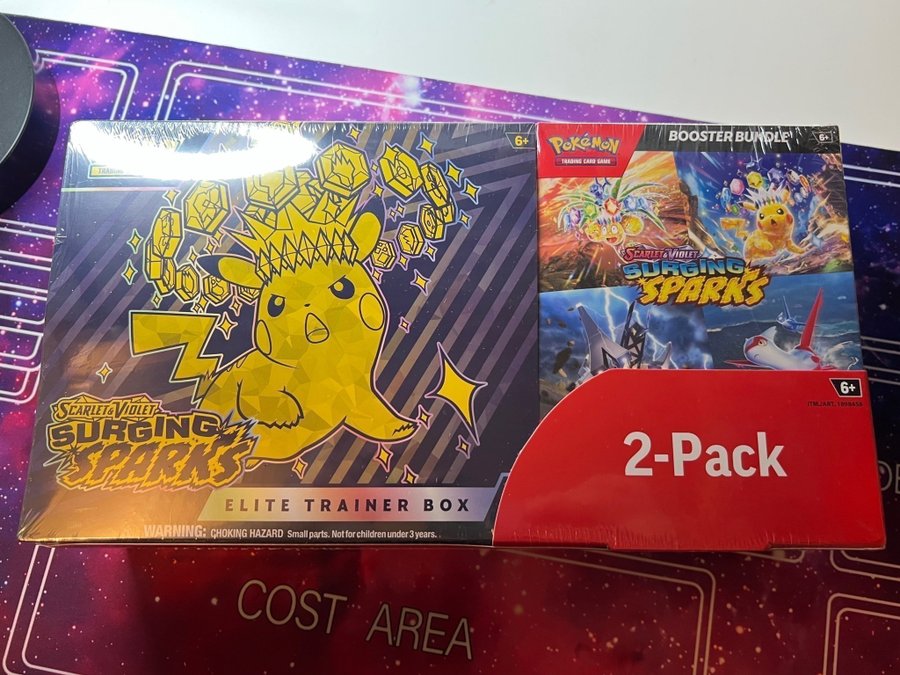 6+
SCARLET & VIOLET
SURGING
SPARKS
ELITE TRAINER BOX
WARNING: CHOKING HAZARD Small parts. Not for children under 3 years.
BOOSTER BUNDLE
6+
POKéMON
TRADING CARD GAME
SCARLET & VIOLET
SURGING
SPARKS
6+
2-Pack
COST AREA